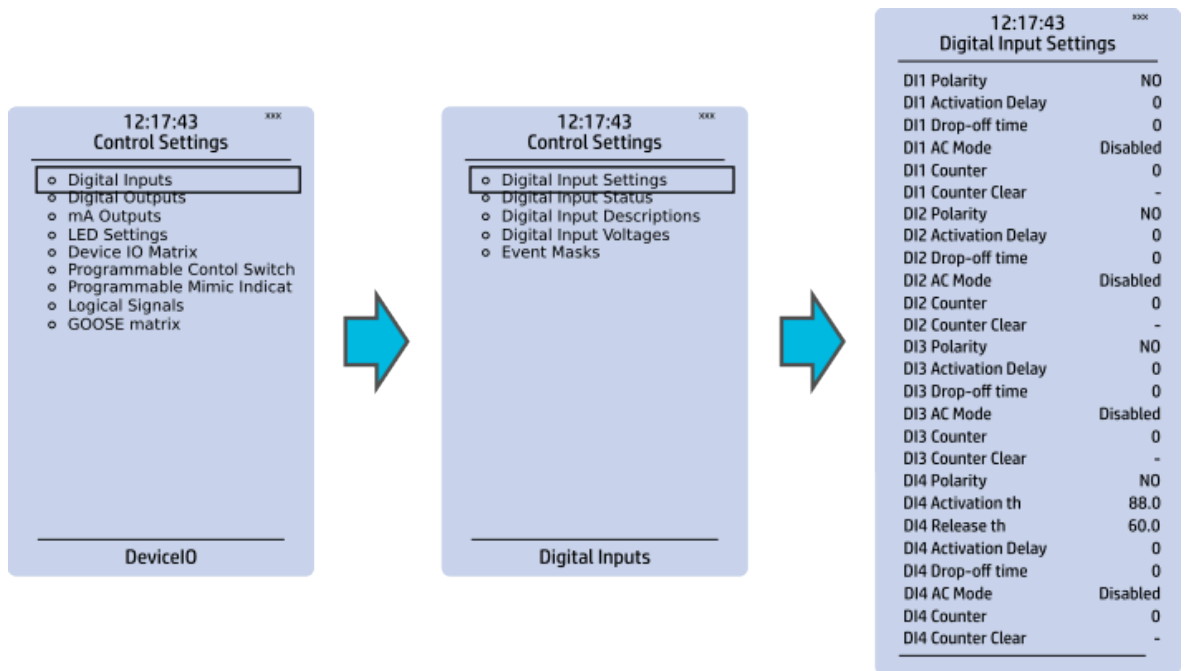 12:17:43 xxx
Control Settings
Digital Inputs
Digital Outputs
mA Outputs
LED Settings
Device IO Matrix
Programmable Contol Switch
Programmable Mimic Indicat
Logical Signals
GOOSE matrix
DeviceIO
12:17:43 xxx
Control Settings
Digital Input Settings
Digital Input Status
Digital Input Descriptions
Digital Input Voltages
Event Masks
Digital Inputs
12:17:43 xxx
Digital Input Settings
DI1 Polarity NO
DI1 Activation Delay 0
DI1 Drop-off time 0
DI1 AC Mode Disabled
DI1 Counter 0
DI1 Counter Clear -
DI2 Polarity NO
DI2 Activation Delay 0
DI2 Drop-off time 0
DI2 AC Mode Disabled
DI2 Counter 0
DI2 Counter Clear -
DI3 Polarity NO
DI3 Activation Delay 0
DI3 Drop-off time 0
DI3 AC Mode Disabled
DI3 Counter 0
DI3 Counter Clear -
DI4 Polarity NO
DI4 Activation th 88.0
DI4 Release th 60.0
DI4 Activation Delay 0
DI4 Drop-off time 0
DI4 AC Mode Disabled
DI4 Counter 0
DI4 Counter Clear -